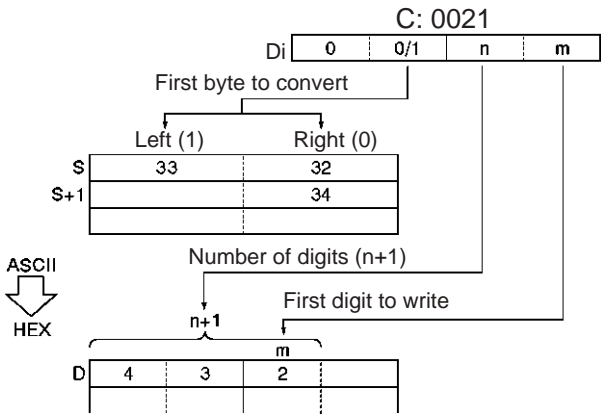 C: 0021
Di 0 0/1 n m
First byte to convert
Left (1) Right (0)
S 33 32
S+1 34
Number of digits (n+1)
ASCII
First digit to write
HEX
n+1
m
D 4 3 2